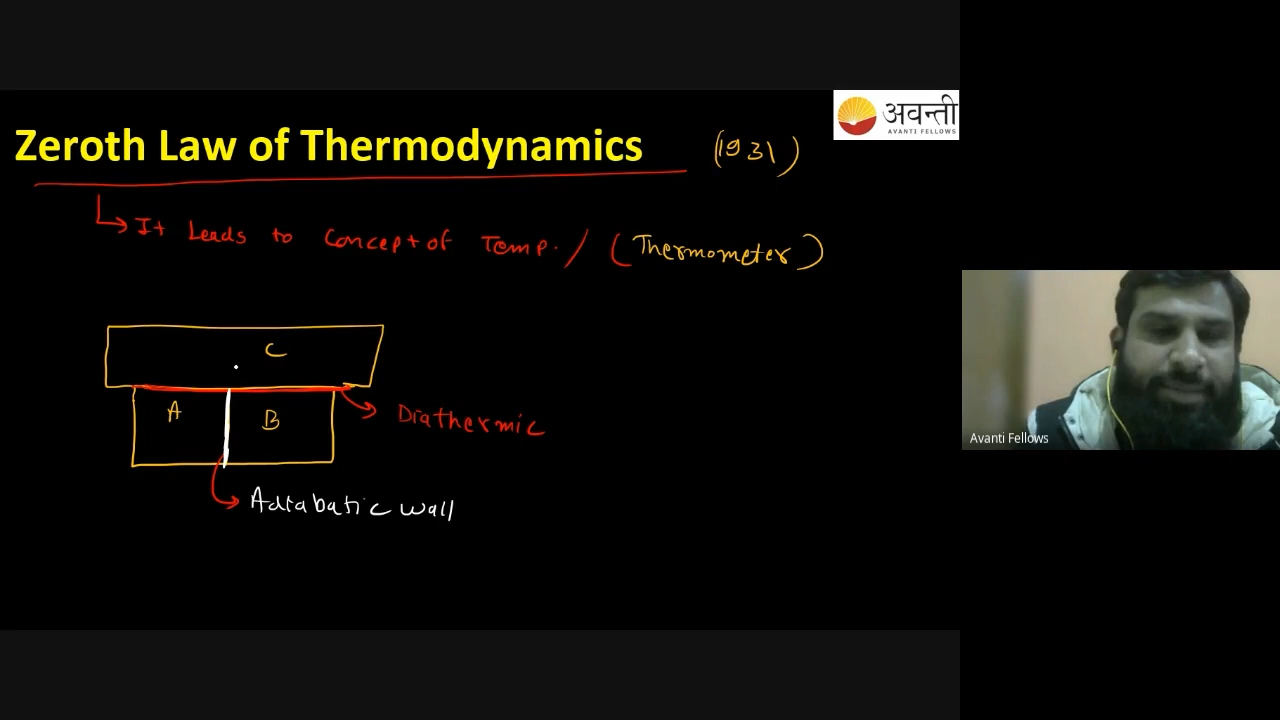 अवन्ती
AVANTI FELLOWS
Zeroth Law of Thermodynamics (1931)
It Leads to Concept of Temp. / (Thermometer)
C
A B
Diathermic
Adiabatic wall
Avanti Fellows